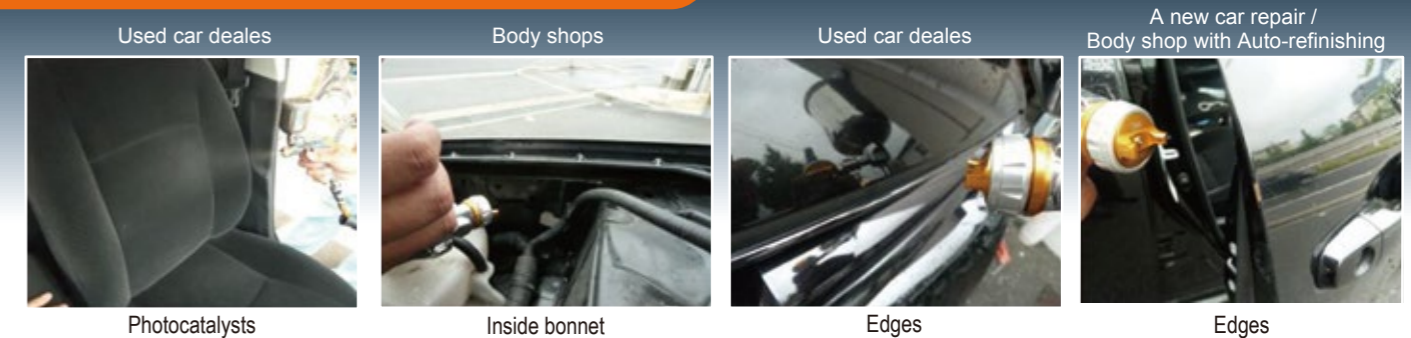 Used car deales
Body shops
Used car deales
A new car repair /
Body shop with Auto-refinishing
Photocatalysts
Inside bonnet
Edges
Edges